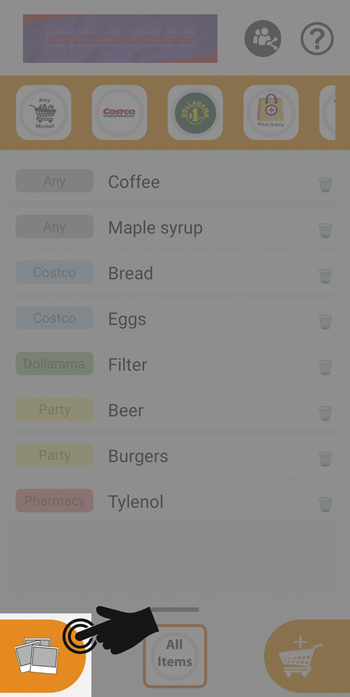 Any
Market
COSTCO
DOLLARAMA
$1
Pharmacy
?
Any Coffee
Any Maple syrup
Costco Bread
Costco Eggs
Dollarama Filter
Party Beer
Party Burgers
Pharmacy Tylenol
All
Items